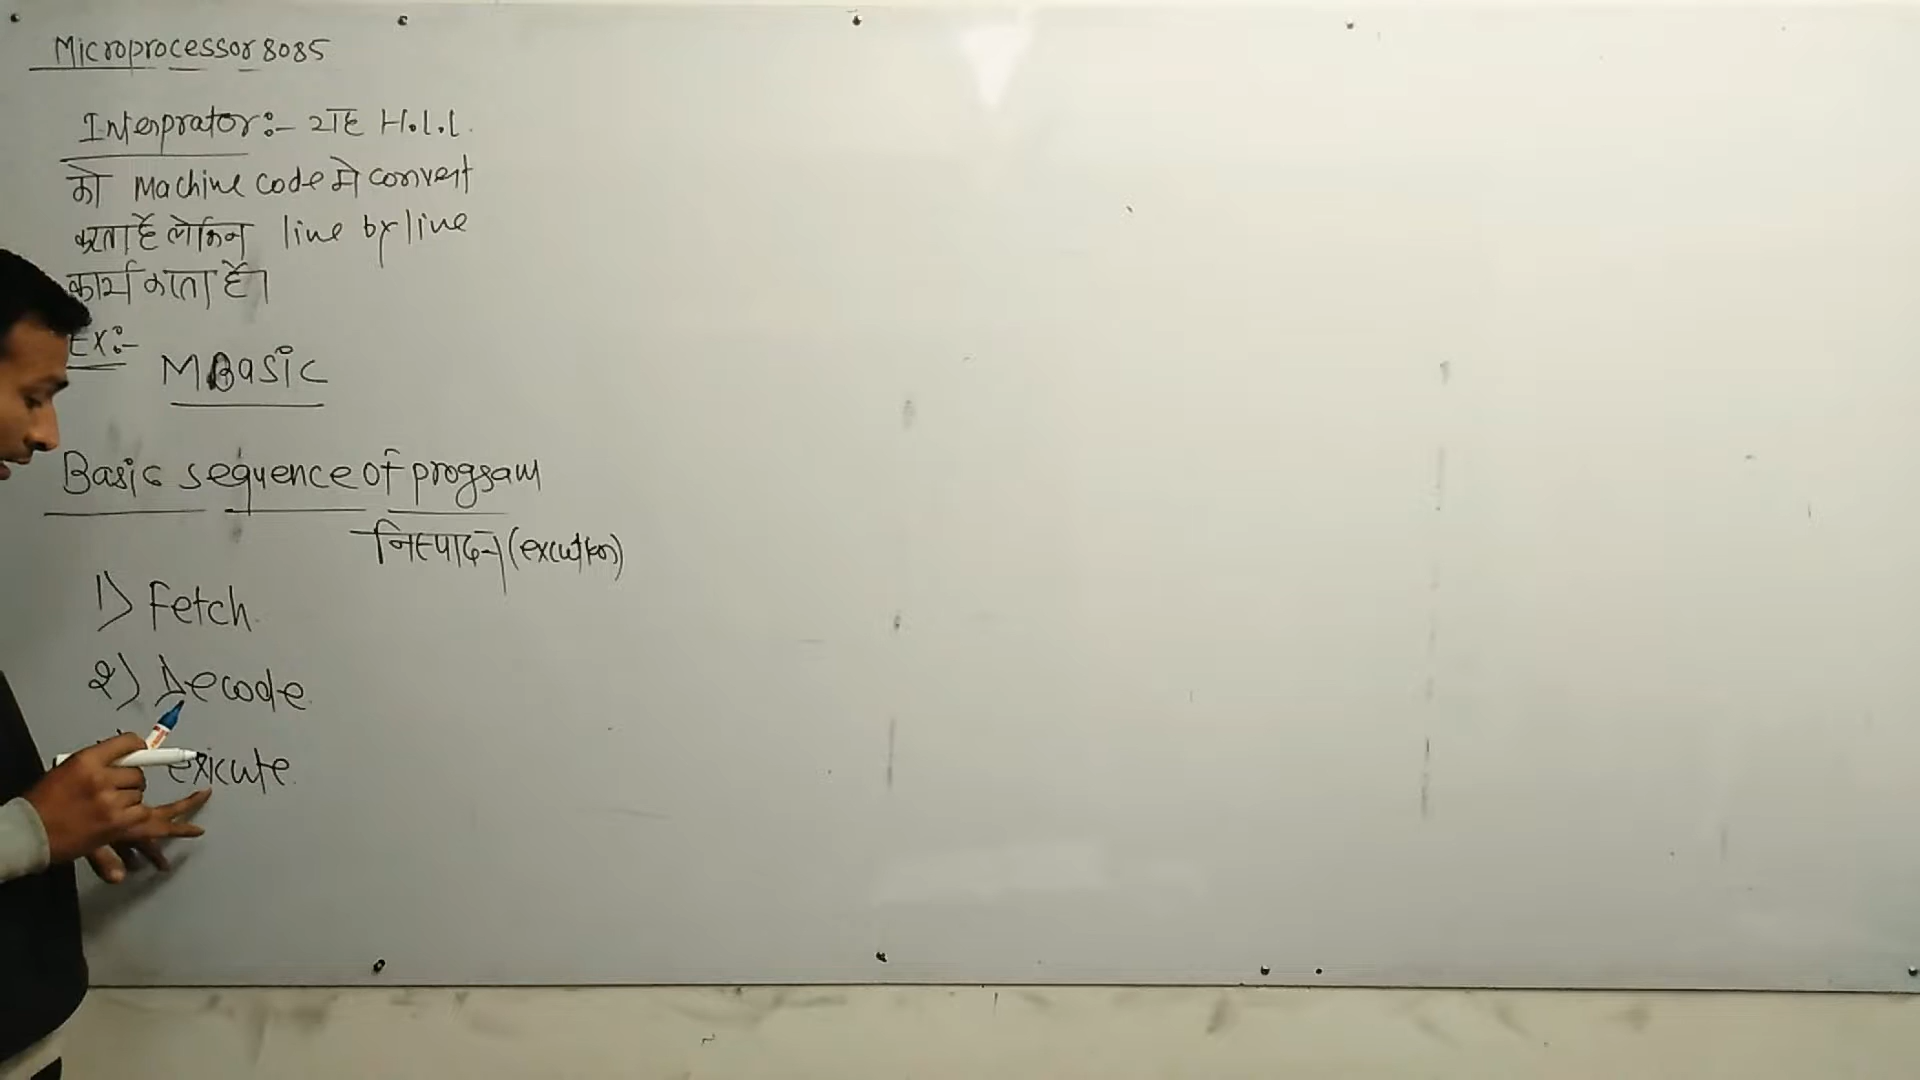 Microprocessor 8085
Interprator:- यह H.l.l.
को Machine code मे convert
करता हैं लेकिन line by line
कार्य करता हैं।
Ex:-
MBasic
Basic sequence of program
निष्पादन (excution)
1) Fetch.
2) Decode.
exicute.